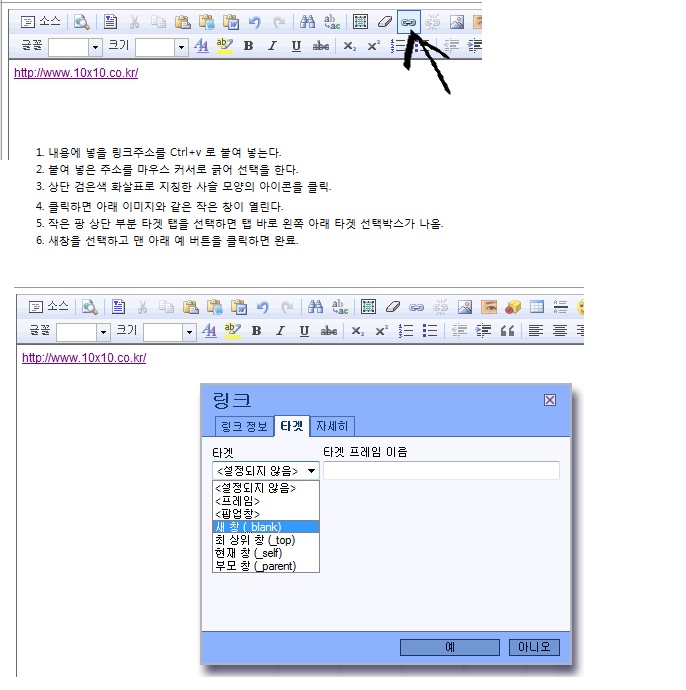 소스
글꼴 크기 B I U abc x₂ x²
http://www.10x10.co.kr/
1. 내용에 넣을 링크주소를 Ctrl+v 로 붙여 넣는다.
2. 붙여 넣은 주소를 마우스 커서로 긁어 선택을 한다.
3. 상단 검은색 화살표로 지칭한 사슬 모양의 아이콘을 클릭.
4. 클릭하면 아래 이미지와 같은 작은 창이 열린다.
5. 작은 팡 상단 부분 타겟 탭을 선택하면 탭 바로 왼쪽 아래 타겟 선택박스가 나옴.
6. 새창을 선택하고 맨 아래 예 버튼을 클릭하면 완료.
소스
글꼴 크기 B I U abc x₂ x²
http://www.10x10.co.kr/
링크
링크 정보 타겟 자세히
타겟 타겟 프레임 이름
<설정되지 않음>
<설정되지 않음>
<프레임>
<팝업창>
새 창 (_blank)
최 상위 창 (_top)
현재 창 (_self)
부모 창 (_parent)
예 아니오